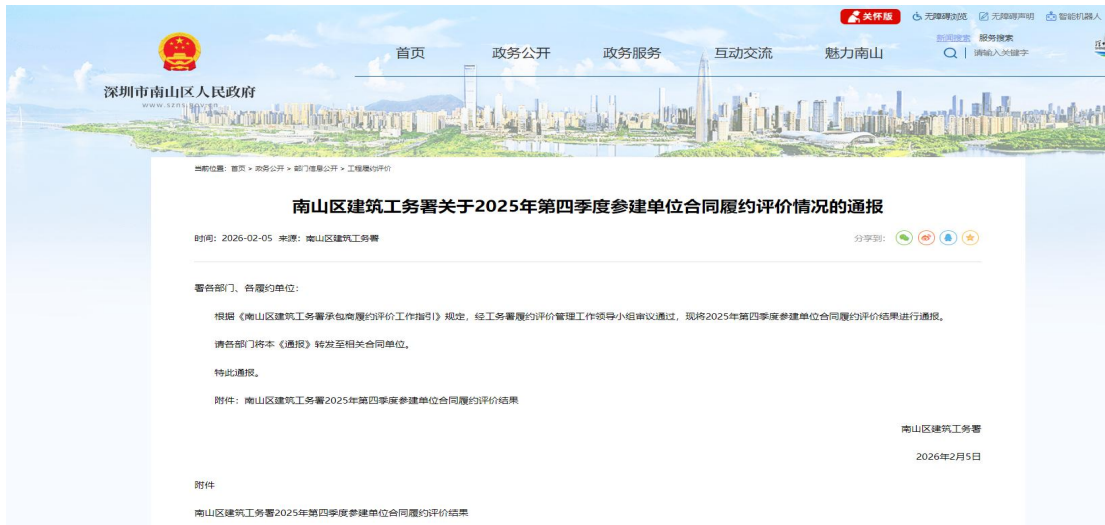 关怀版 无障碍浏览 无障碍声明 智能机器人
新闻搜索 服务搜索
首页 政务公开 政务服务 互动交流 魅力南山 请输入关键字
深圳市南山区人民政府
www.szns.gov.cn
当前位置：首页 > 政务公开 > 部门信息公开 > 工程履约评价
南山区建筑工务署关于2025年第四季度参建单位合同履约评价情况的通报
时间：2026-02-05 来源：南山区建筑工务署 分享到：
署各部门、各履约单位：
根据《南山区建筑工务署承包商履约评价工作指引》规定，经工务署履约评价管理工作领导小组审议通过，现将2025年第四季度参建单位合同履约评价结果进行通报。
请各部门将本《通报》转发至相关合同单位。
特此通报。
附件：南山区建筑工务署2025年第四季度参建单位合同履约评价结果
南山区建筑工务署
2026年2月5日
附件
南山区建筑工务署2025年第四季度参建单位合同履约评价结果